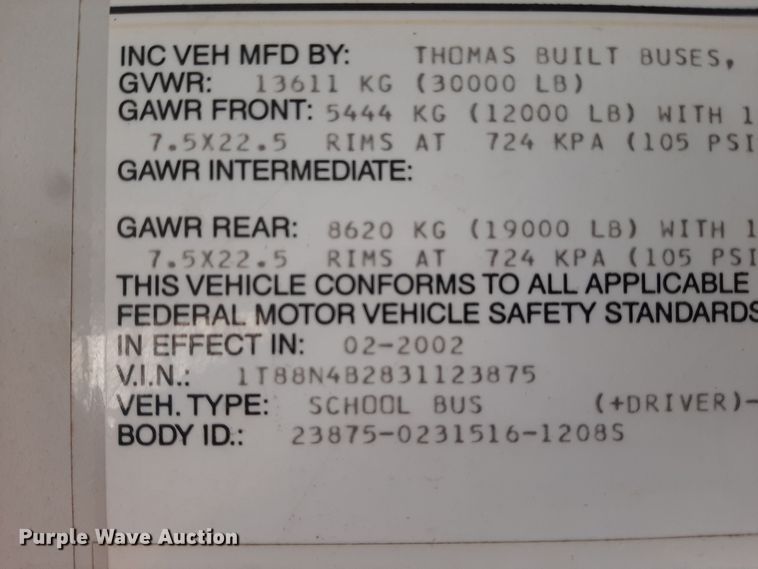 INC VEH MFD BY: THOMAS BUILT BUSES,
GVWR: 13611 KG (30000 LB)
GAWR FRONT: 5444 KG (12000 LB) WITH 1
7.5X22.5 RIMS AT 724 KPA (105 PSI
GAWR INTERMEDIATE:
GAWR REAR: 8620 KG (19000 LB) WITH 1
7.5X22.5 RIMS AT 724 KPA (105 PSI
THIS VEHICLE CONFORMS TO ALL APPLICABLE
FEDERAL MOTOR VEHICLE SAFETY STANDARDS
IN EFFECT IN: 02-2002
V.I.N.: 1T88N4B2831123875
VEH. TYPE: SCHOOL BUS (+DRIVER)-
BODY ID.: 23875-0231516-1208S
Purple Wave Auction